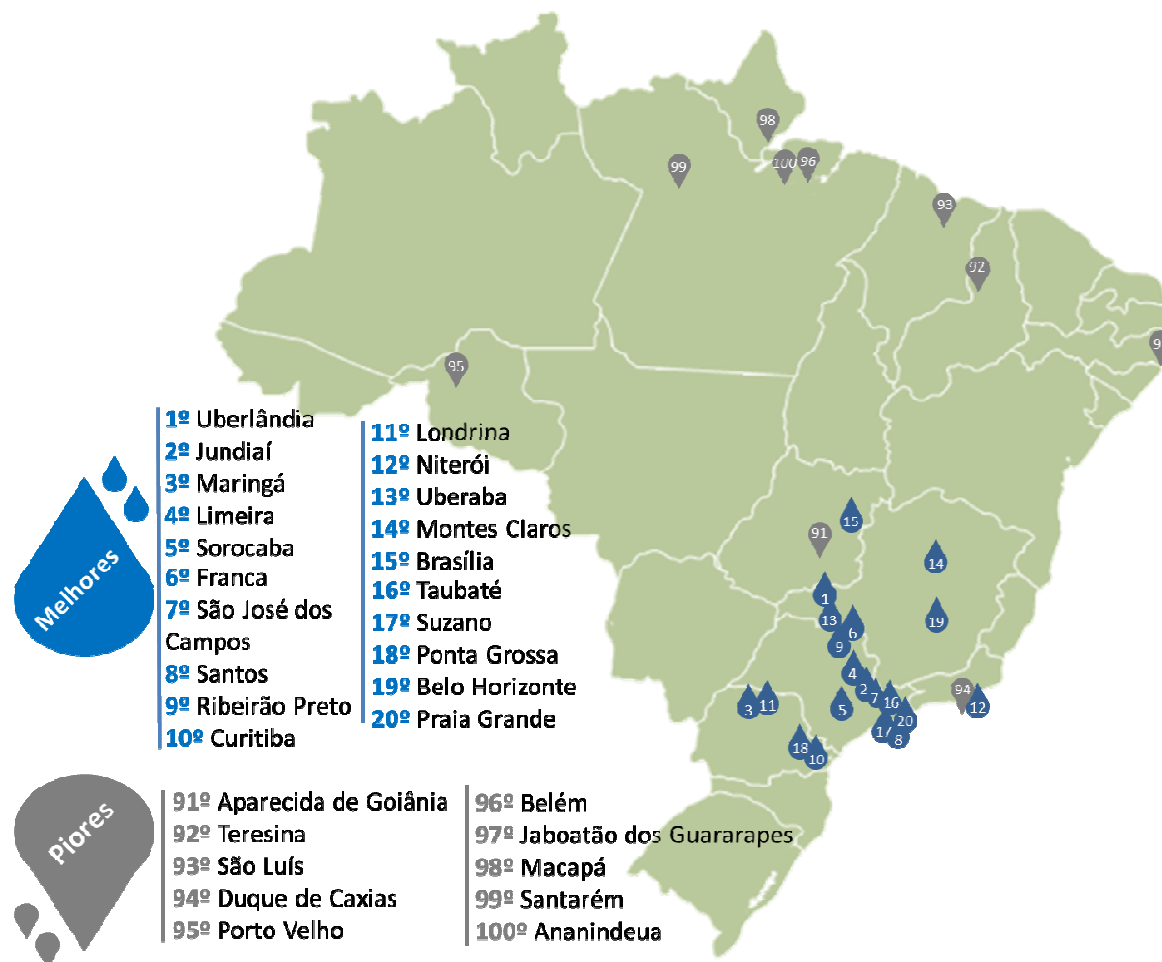 98
100
96
99
93
92
9
95
1º Uberlândia
2º Jundiaí
3º Maringá
4º Limeira
5º Sorocaba
6º Franca
7º São José dos
Campos
8º Santos
9º Ribeirão Preto
10º Curitiba
11º Londrina
12º Niterói
13º Uberaba
14º Montes Claros
15º Brasília
16º Taubaté
17º Suzano
18º Ponta Grossa
19º Belo Horizonte
20º Praia Grande
Melhores
15
91
14
1
13
6
19
9
4
2
7
16
94
12
3
11
5
20
17
8
18
10
Piores
91º Aparecida de Goiânia
92º Teresina
93º São Luís
94º Duque de Caxias
95º Porto Velho
96º Belém
97º Jaboatão dos Guararapes
98º Macapá
99º Santarém
100º Ananindeua